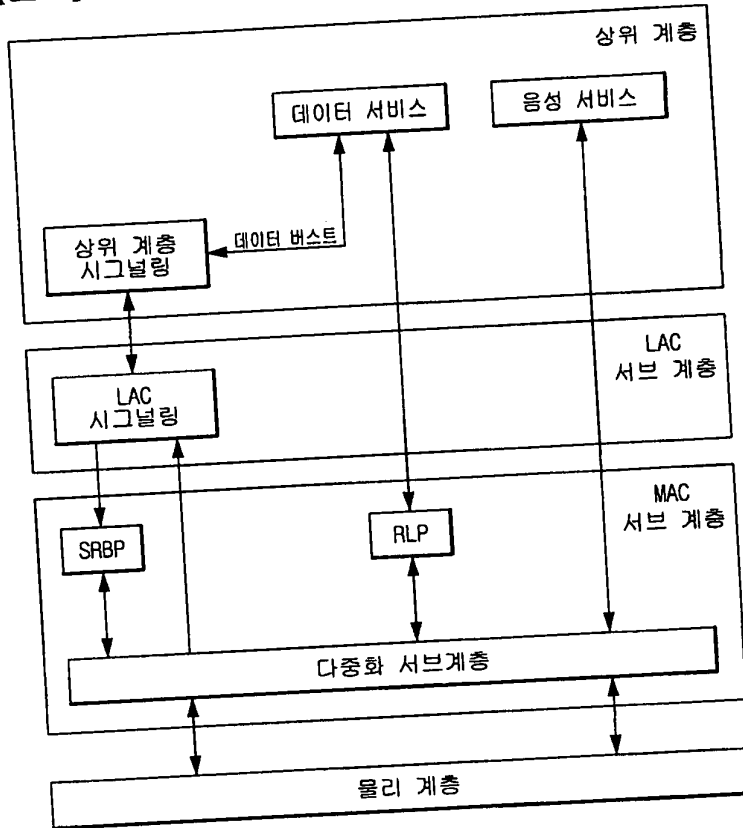 상위 계층
데이터 서비스
음성 서비스
상위 계층
시그널링
데이터 버스트
LAC
서브 계층
LAC
시그널링
MAC
서브 계층
SRBP
RLP
다중화 서브계층
물리 계층